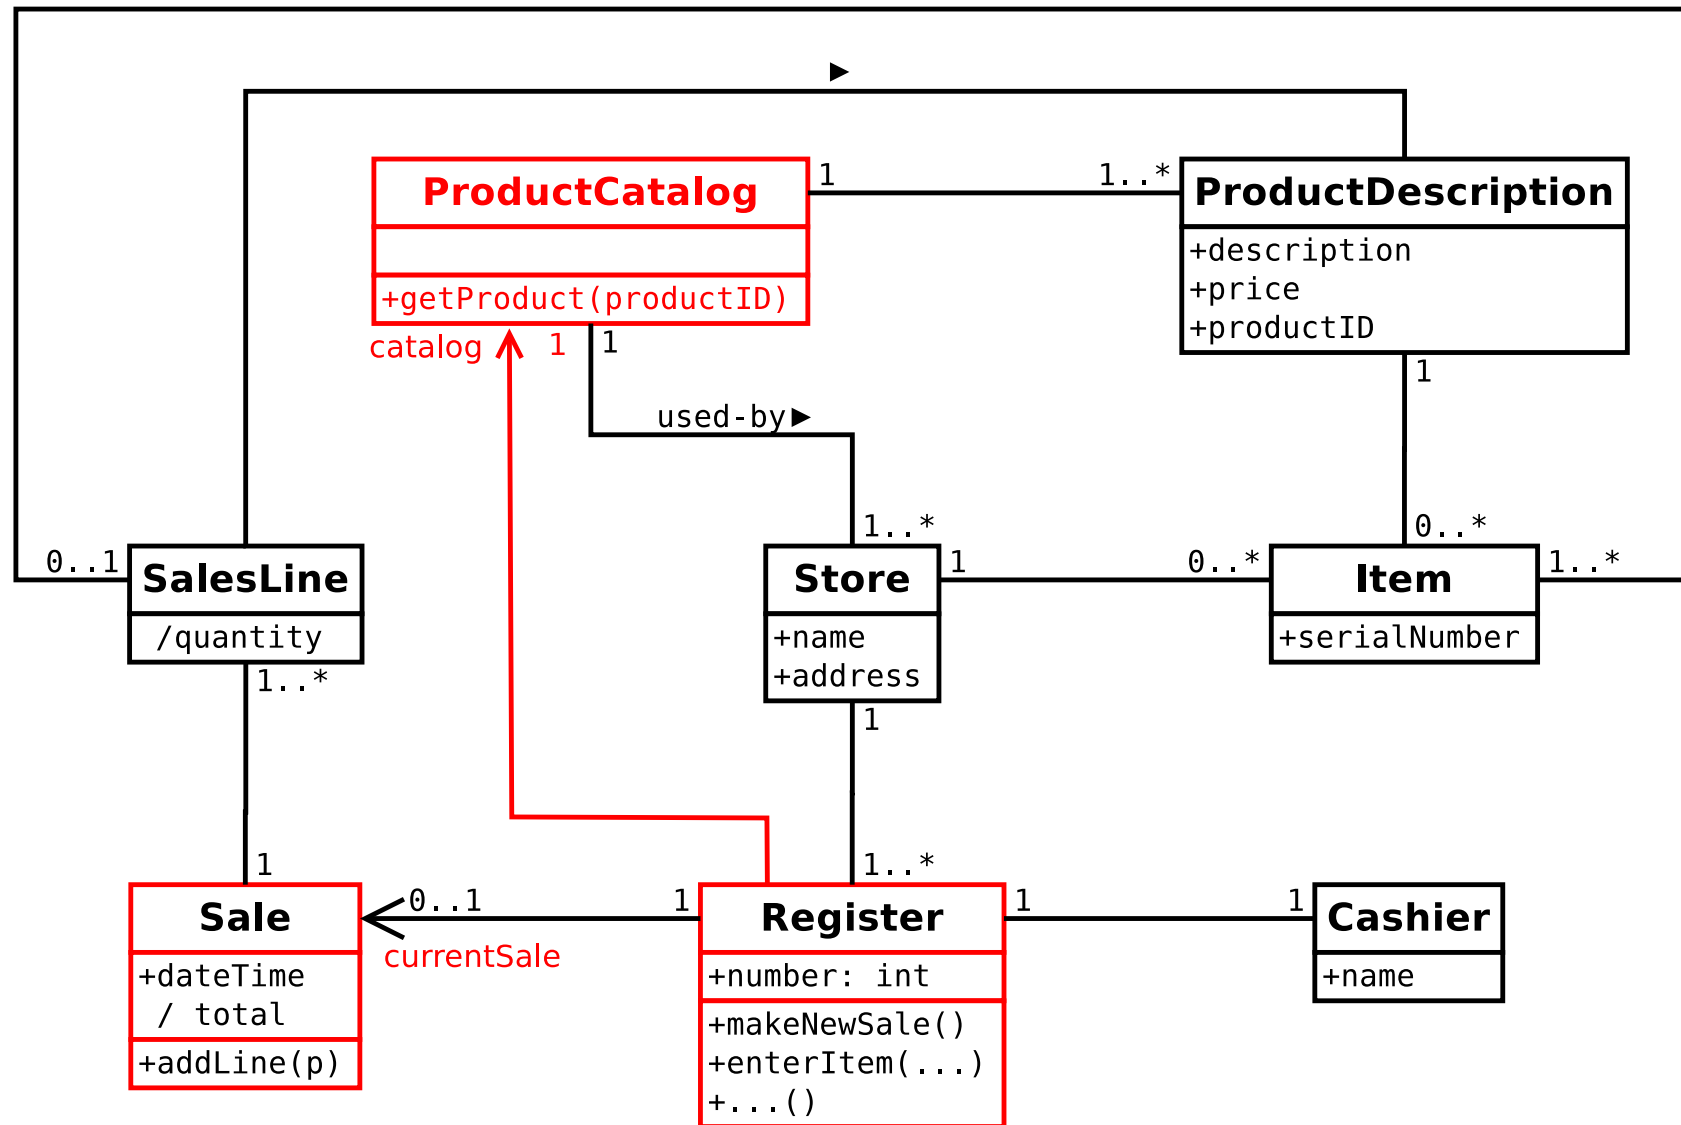 ▶
ProductCatalog
+getProduct(productID)
1
1..*
ProductDescription
+description
+price
+productID
catalog
1
1
used-by▶
1
1..*
0..*
0..1
SalesLine
/quantity
1..*
Store
+name
+address
1
1
0..*
Item
+serialNumber
1..*
1
1..*
Sale
+dateTime
/ total
+addLine(p)
0..1
currentSale
1
Register
+number: int
+makeNewSale()
+enterItem(...)
+...()
1
1
Cashier
+name